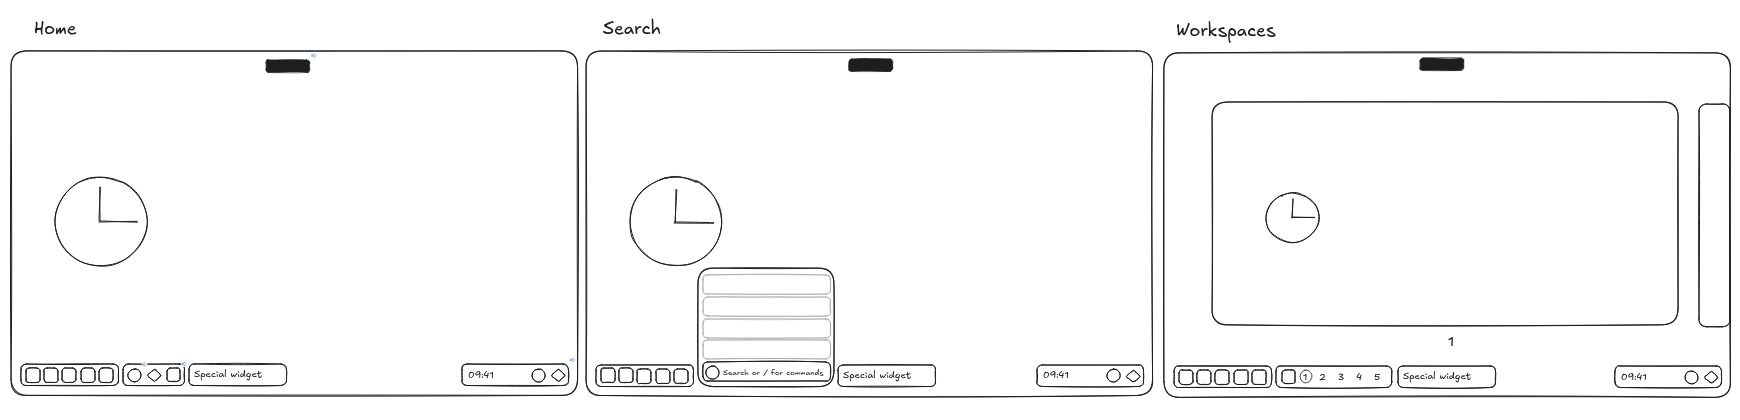 Home
Search
Workspaces
Special widget
09:41
Search or / for commands
Special widget
09:41
1
1 2 3 4 5
Special widget
09:41